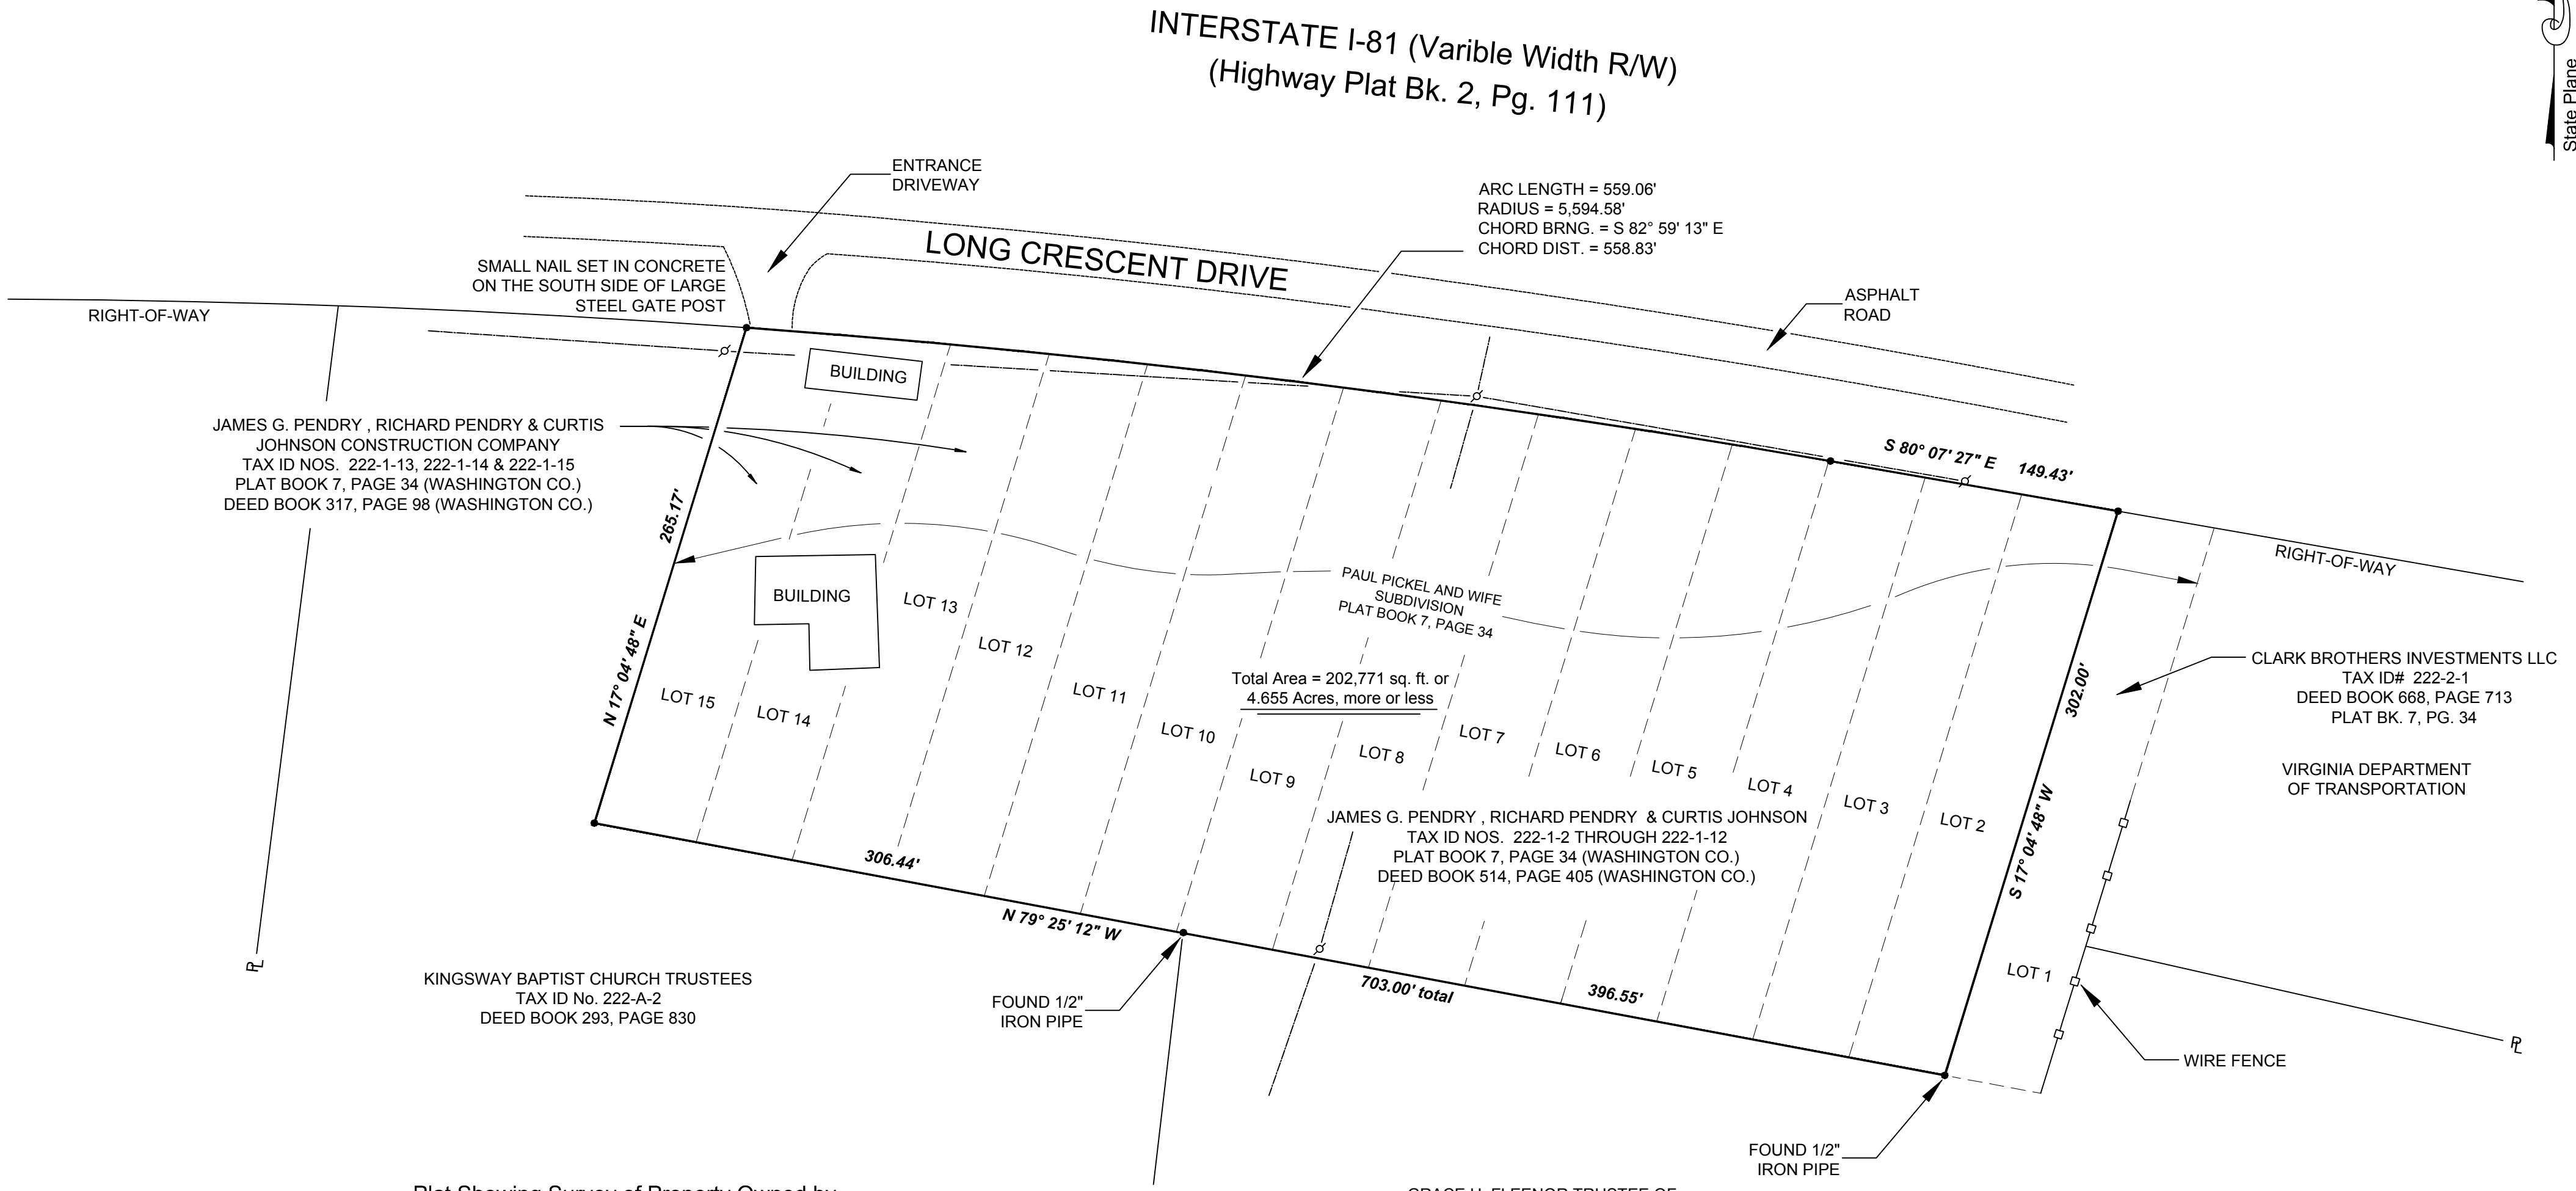 INTERSTATE I-81 (Varible Width R/W)
(Highway Plat Bk. 2, Pg. 111)
State Plane
ENTRANCE
DRIVEWAY
ARC LENGTH = 559.06'
RADIUS = 5,594.58'
CHORD BRNG. = S 82° 59' 13" E
CHORD DIST. = 558.83'
LONG CRESCENT DRIVE
SMALL NAIL SET IN CONCRETE
ON THE SOUTH SIDE OF LARGE
STEEL GATE POST
ASPHALT
ROAD
RIGHT-OF-WAY
BUILDING
JAMES G. PENDRY , RICHARD PENDRY & CURTIS
JOHNSON CONSTRUCTION COMPANY
TAX ID NOS. 222-1-13, 222-1-14 & 222-1-15
PLAT BOOK 7, PAGE 34 (WASHINGTON CO.)
DEED BOOK 317, PAGE 98 (WASHINGTON CO.)
S 80° 07' 27" E 149.43'
RIGHT-OF-WAY
N 17° 04' 48" E 265.17'
BUILDING
PAUL PICKEL AND WIFE
SUBDIVISION
PLAT BOOK 7, PAGE 34
LOT 15
LOT 14
LOT 13
LOT 12
LOT 11
LOT 10
LOT 9
LOT 8
LOT 7
LOT 6
LOT 5
LOT 4
LOT 3
LOT 2
LOT 1
Total Area = 202,771 sq. ft. or
4.655 Acres, more or less
S 17° 04' 48" W 302.00'
CLARK BROTHERS INVESTMENTS LLC
TAX ID# 222-2-1
DEED BOOK 668, PAGE 713
PLAT BK. 7, PG. 34
VIRGINIA DEPARTMENT
OF TRANSPORTATION
JAMES G. PENDRY , RICHARD PENDRY & CURTIS JOHNSON
TAX ID NOS. 222-1-2 THROUGH 222-1-12
PLAT BOOK 7, PAGE 34 (WASHINGTON CO.)
DEED BOOK 514, PAGE 405 (WASHINGTON CO.)
306.44'
N 79° 25' 12" W
703.00' total
396.55'
PL
KINGSWAY BAPTIST CHURCH TRUSTEES
TAX ID No. 222-A-2
DEED BOOK 293, PAGE 830
FOUND 1/2"
IRON PIPE
PL
WIRE FENCE
FOUND 1/2"
IRON PIPE
Plat Showing Survey of Property Owned by
GRACE H. FLEENOR TRUSTEE OF